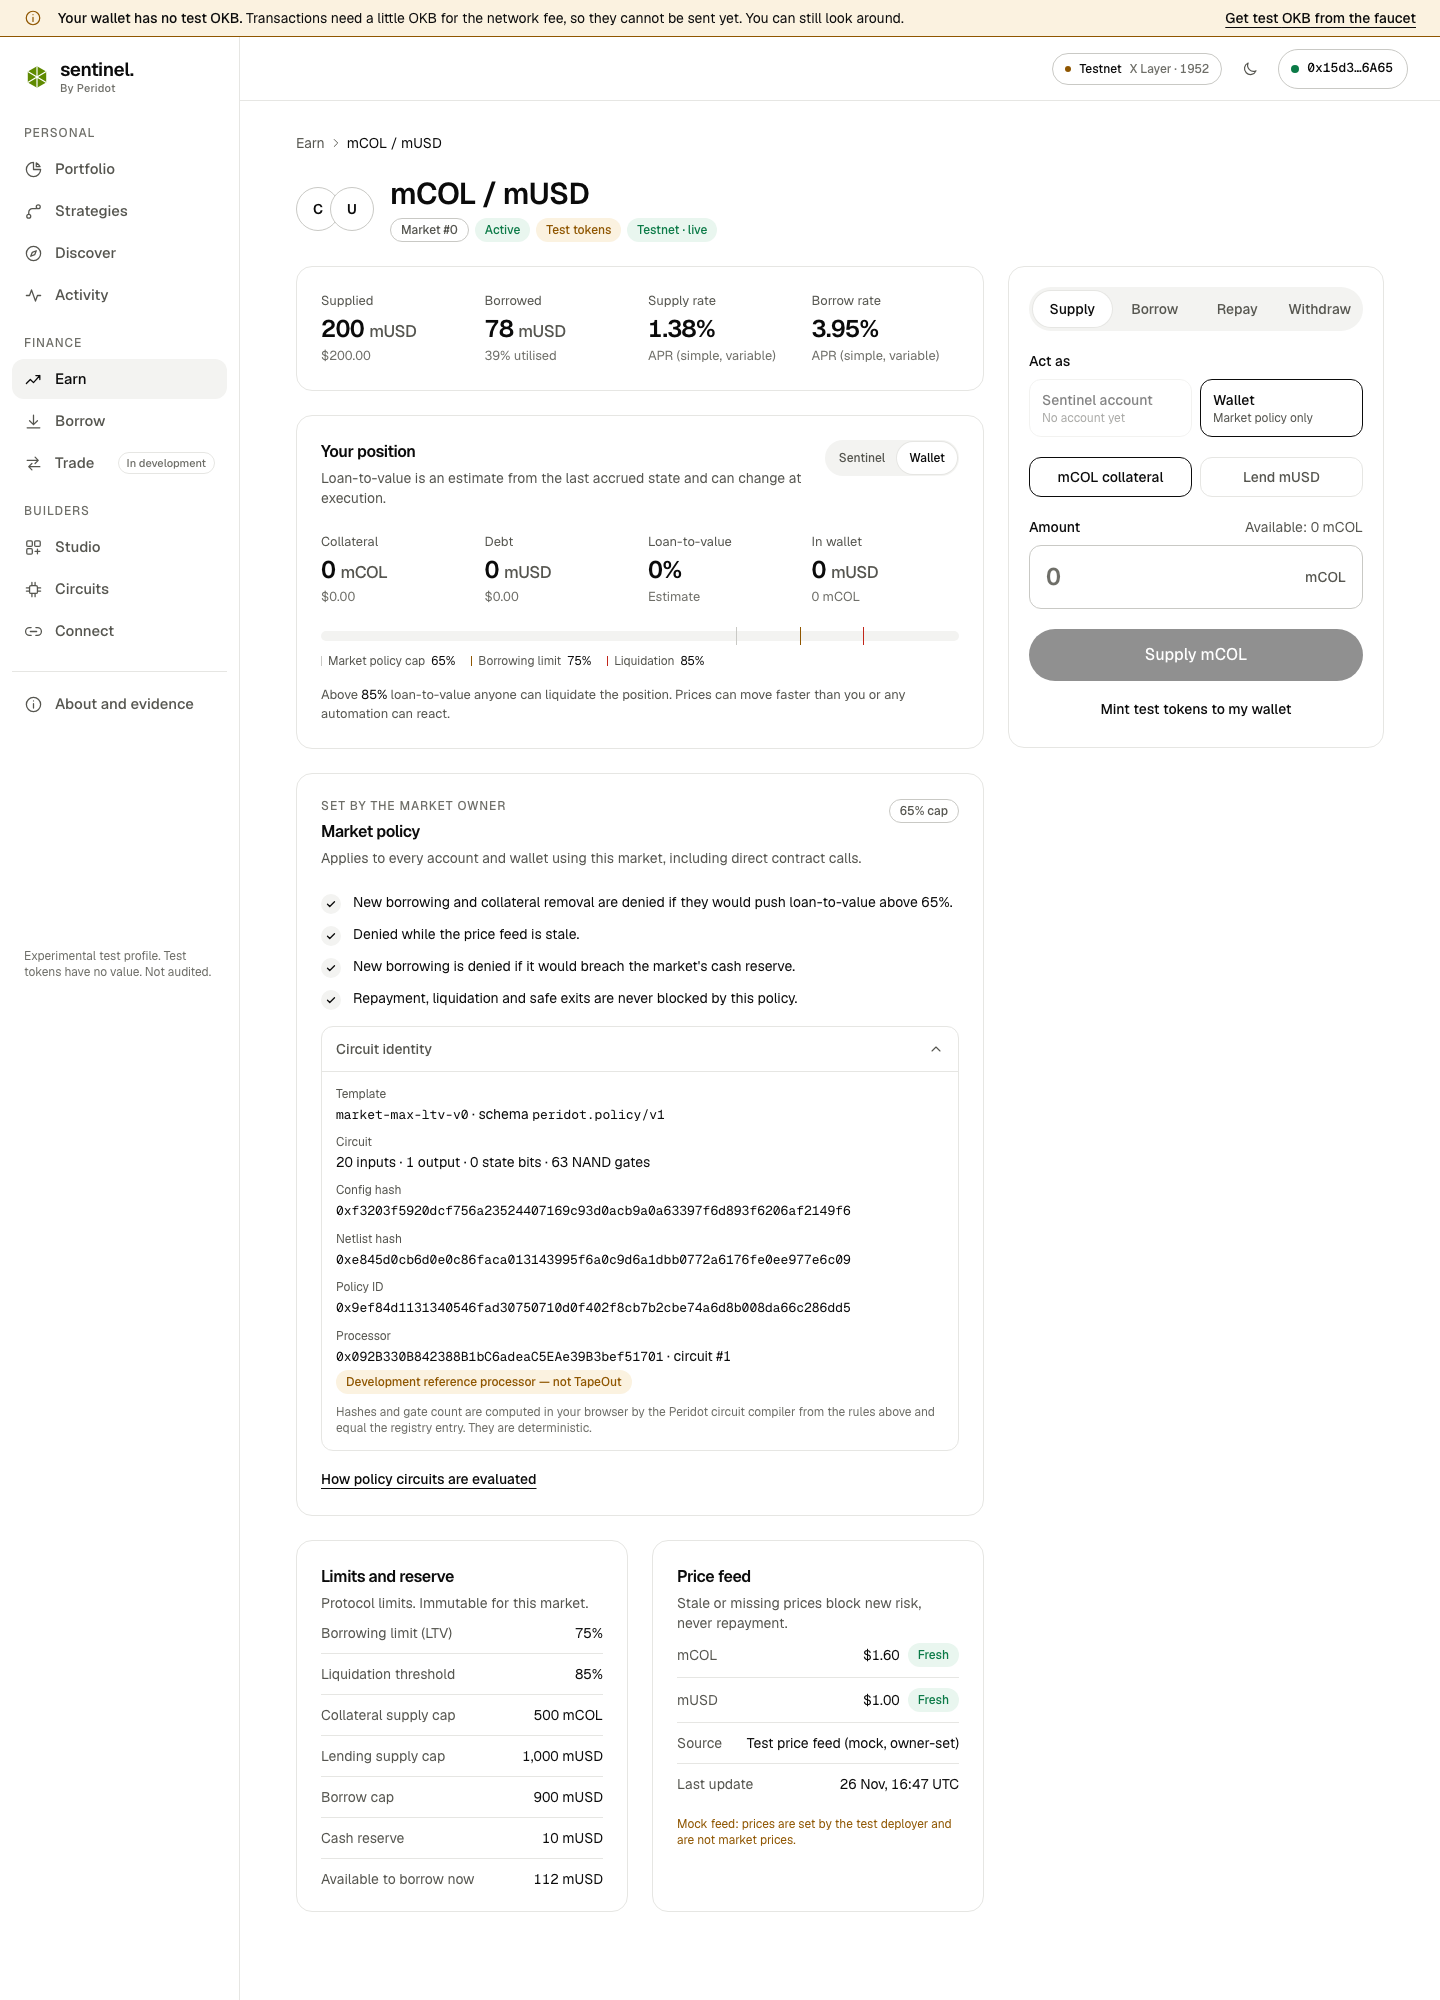 Your wallet has no test OKB. Transactions need a little OKB for the network fee, so they cannot be sent yet. You can still look around.
Get test OKB from the faucet
sentinel.
By Peridot
PERSONAL
Portfolio
Strategies
Discover
Activity
FINANCE
Earn
Borrow
Trade In development
BUILDERS
Studio
Circuits
Connect
About and evidence
Experimental test profile. Test
tokens have no value. Not audited.
Testnet X Layer · 1952
0x15d3…6A65
Earn > mCOL / mUSD
C U
mCOL / mUSD
Market #0 Active Test tokens Testnet · live
Supplied Borrowed Supply rate Borrow rate
200 mUSD 78 mUSD 1.38% 3.95%
$200.00 39% utilised APR (simple, variable) APR (simple, variable)
Your position
Sentinel Wallet
Loan-to-value is an estimate from the last accrued state and can change at
execution.
Collateral Debt Loan-to-value In wallet
0 mCOL 0 mUSD 0% 0 mUSD
$0.00 $0.00 Estimate 0 mCOL
Market policy cap 65% Borrowing limit 75% Liquidation 85%
Above 85% loan-to-value anyone can liquidate the position. Prices can move faster than you or any
automation can react.
SET BY THE MARKET OWNER
65% cap
Market policy
Applies to every account and wallet using this market, including direct contract calls.
New borrowing and collateral removal are denied if they would push loan-to-value above 65%.
Denied while the price feed is stale.
New borrowing is denied if it would breach the market's cash reserve.
Repayment, liquidation and safe exits are never blocked by this policy.
Circuit identity
Template
market-max-ltv-v0 · schema peridot.policy/v1
Circuit
20 inputs · 1 output · 0 state bits · 63 NAND gates
Config hash
0xf3203f5920dcf756a23524407169c93d0acb9a0a63397f6d893f6206af2149f6
Netlist hash
0xe845d0cb6d0e0c86faca013143995f6a0c9d6a1dbb0772a6176fe0ee977e6c09
Policy ID
0x9ef84d1131340546fad30750710d0f402f8cb7b2cbe74a6d8b008da66c286dd5
Processor
0x092B330B842388B1bC6adeaC5EAe39B3bef51701 · circuit #1
Development reference processor — not TapeOut
Hashes and gate count are computed in your browser by the Peridot circuit compiler from the rules above and
equal the registry entry. They are deterministic.
How policy circuits are evaluated
Limits and reserve
Protocol limits. Immutable for this market.
Borrowing limit (LTV) 75%
Liquidation threshold 85%
Collateral supply cap 500 mCOL
Lending supply cap 1,000 mUSD
Borrow cap 900 mUSD
Cash reserve 10 mUSD
Available to borrow now 112 mUSD
Price feed
Stale or missing prices block new risk,
never repayment.
mCOL $1.60 Fresh
mUSD $1.00 Fresh
Source Test price feed (mock, owner-set)
Last update 26 Nov, 16:47 UTC
Mock feed: prices are set by the test deployer and
are not market prices.
Supply Borrow Repay Withdraw
Act as
Sentinel account
No account yet
Wallet
Market policy only
mCOL collateral
Lend mUSD
Amount Available: 0 mCOL
0 mCOL
Supply mCOL
Mint test tokens to my wallet